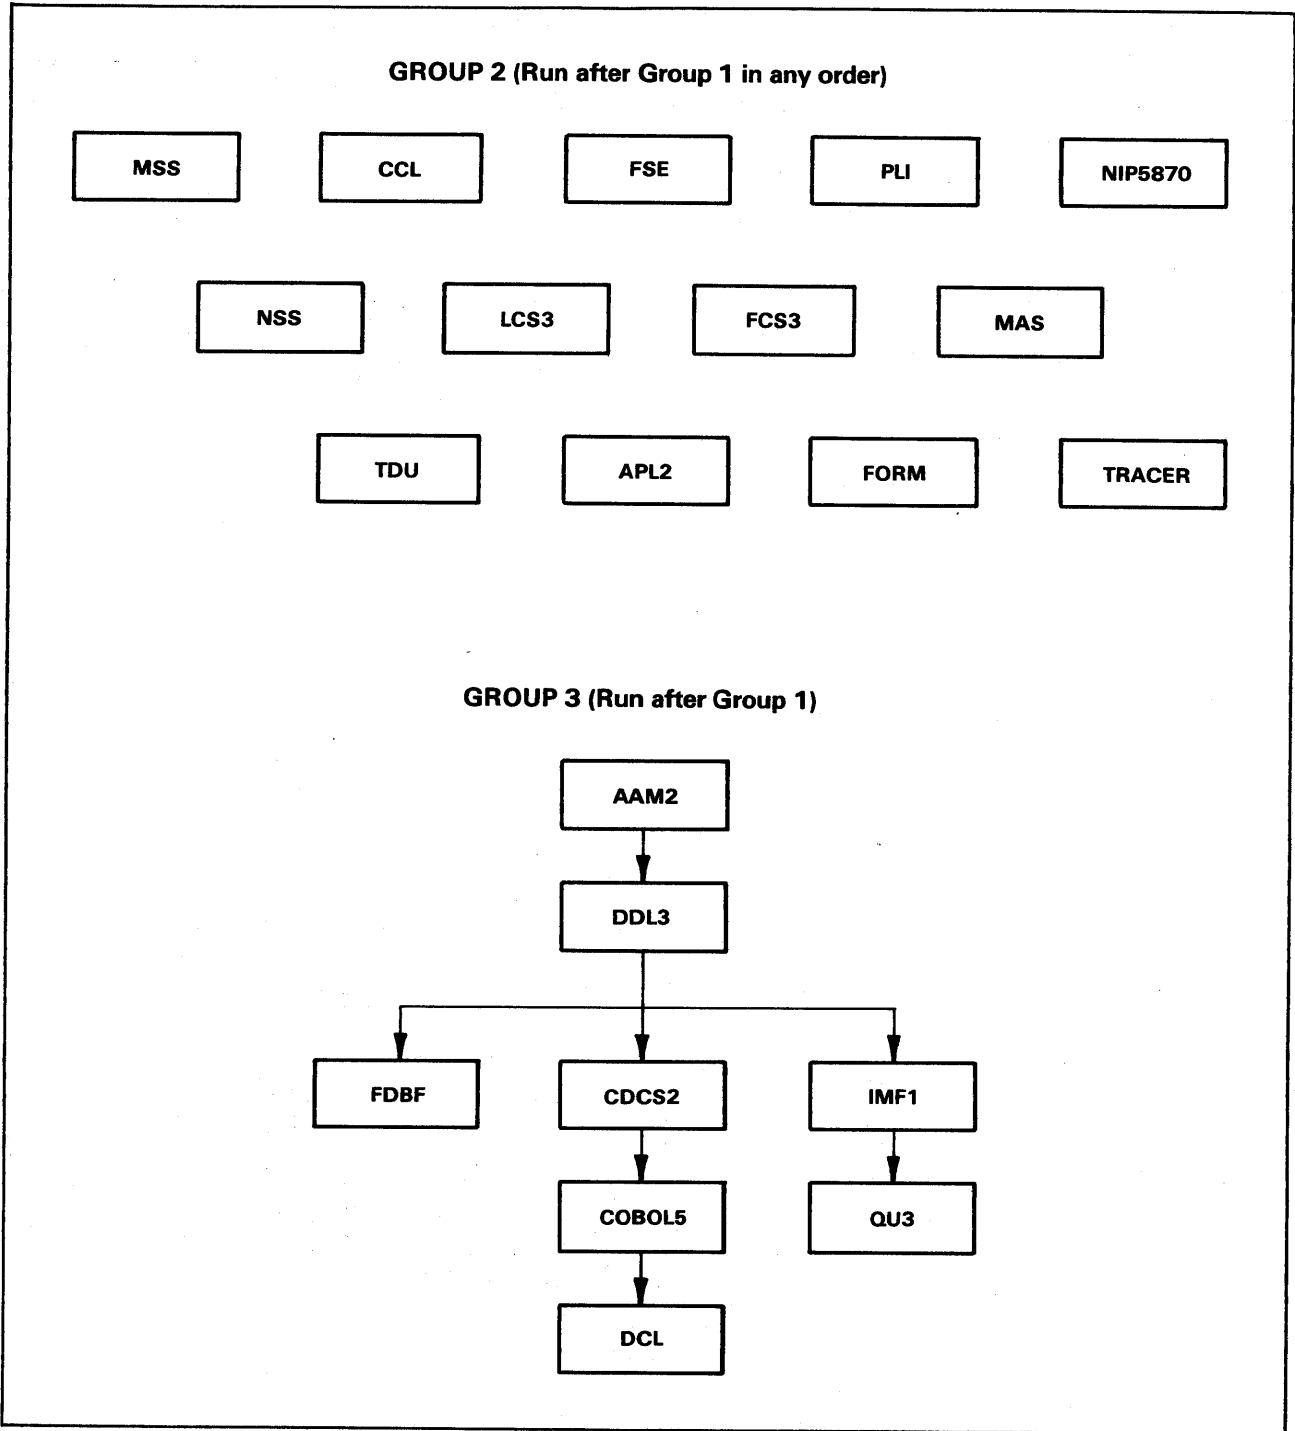 GROUP 2 (Run after Group 1 in any order)
MSS CCL FSE PLI NIP5870
NSS LCS3 FCS3 MAS
TDU APL2 FORM TRACER
GROUP 3 (Run after Group 1)
AAM2
DDL3
FDBF CDCS2 IMF1
COBOL5 QU3
DCL